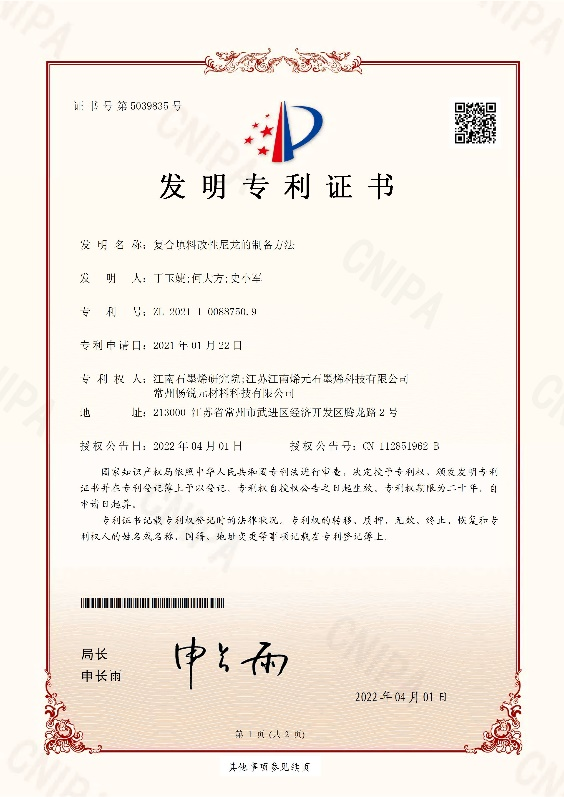 证书号第5039835号
发明专利证书
发明名称：复合填料改性尼龙的制备方法
发明人：丁玉婕;何大方;史小军
专利号：ZL 2021 1 0088750.9
专利申请日：2021年01月22日
专利权人：江南石墨烯研究院;江苏江南烯元石墨烯科技有限公司
常州畅锐元材料科技有限公司
地址：213000 江苏省常州市武进区经济开发区腾龙路2号
授权公告日：2022年04月01日 授权公告号：CN 112851962 B
国家知识产权局依照中华人民共和国专利法进行审查，决定授予专利权，颁发发明专利
证书并在专利登记簿上予以登记。专利权自授权公告之日起生效。专利权期限为二十年，自
申请日起算。
专利证书记载专利权登记时的法律状况。专利权的转移、质押、无效、终止、恢复和专
利权人的姓名或名称、国籍、地址变更等事项记载在专利登记簿上。
局长
申长雨
申长雨
2022年04月01日
第1页(共2页)
其他事项参见续页
CNIPA
CNIPA
CNIPA
CNIPA
CNIPA
CNIPA